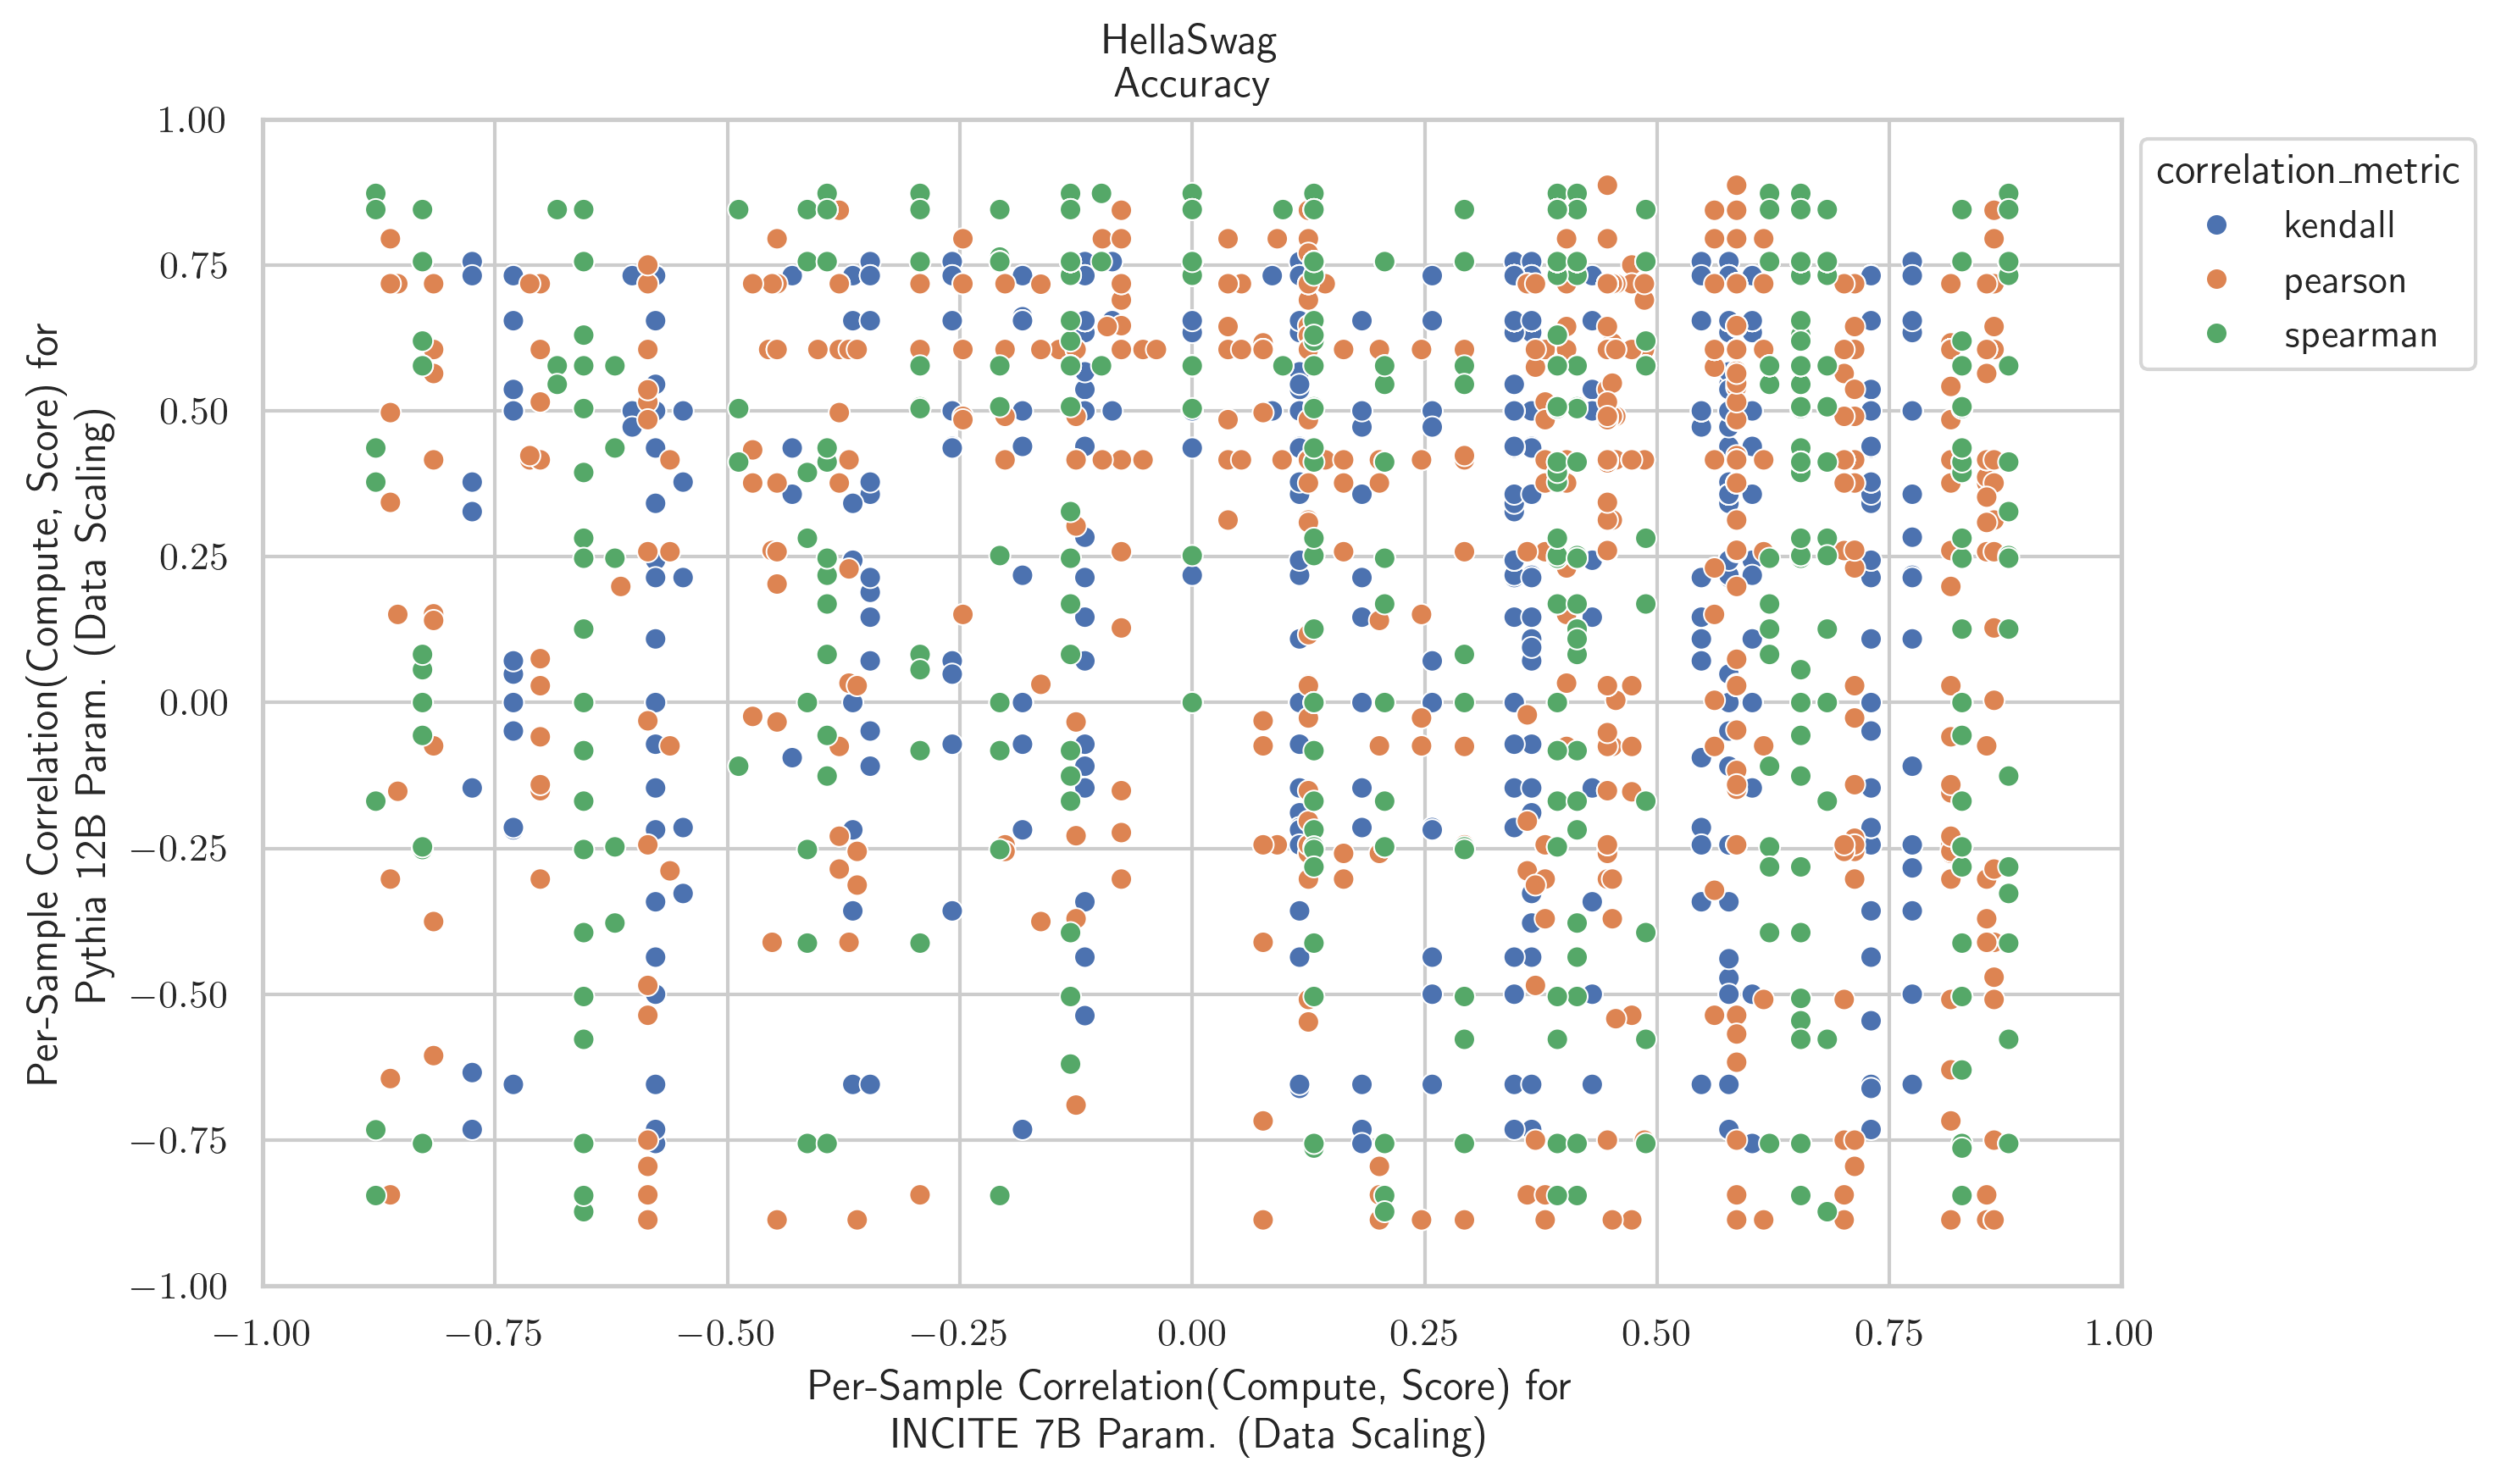 HellaSwag
Accuracy
Per-Sample Correlation(Compute, Score) for
Pythia 12B Param. (Data Scaling)
1.00
0.75
0.50
0.25
0.00
−0.25
−0.50
−0.75
−1.00
−1.00 −0.75 −0.50 −0.25 0.00 0.25 0.50 0.75 1.00
Per-Sample Correlation(Compute, Score) for
INCITE 7B Param. (Data Scaling)
correlation_metric
kendall
pearson
spearman